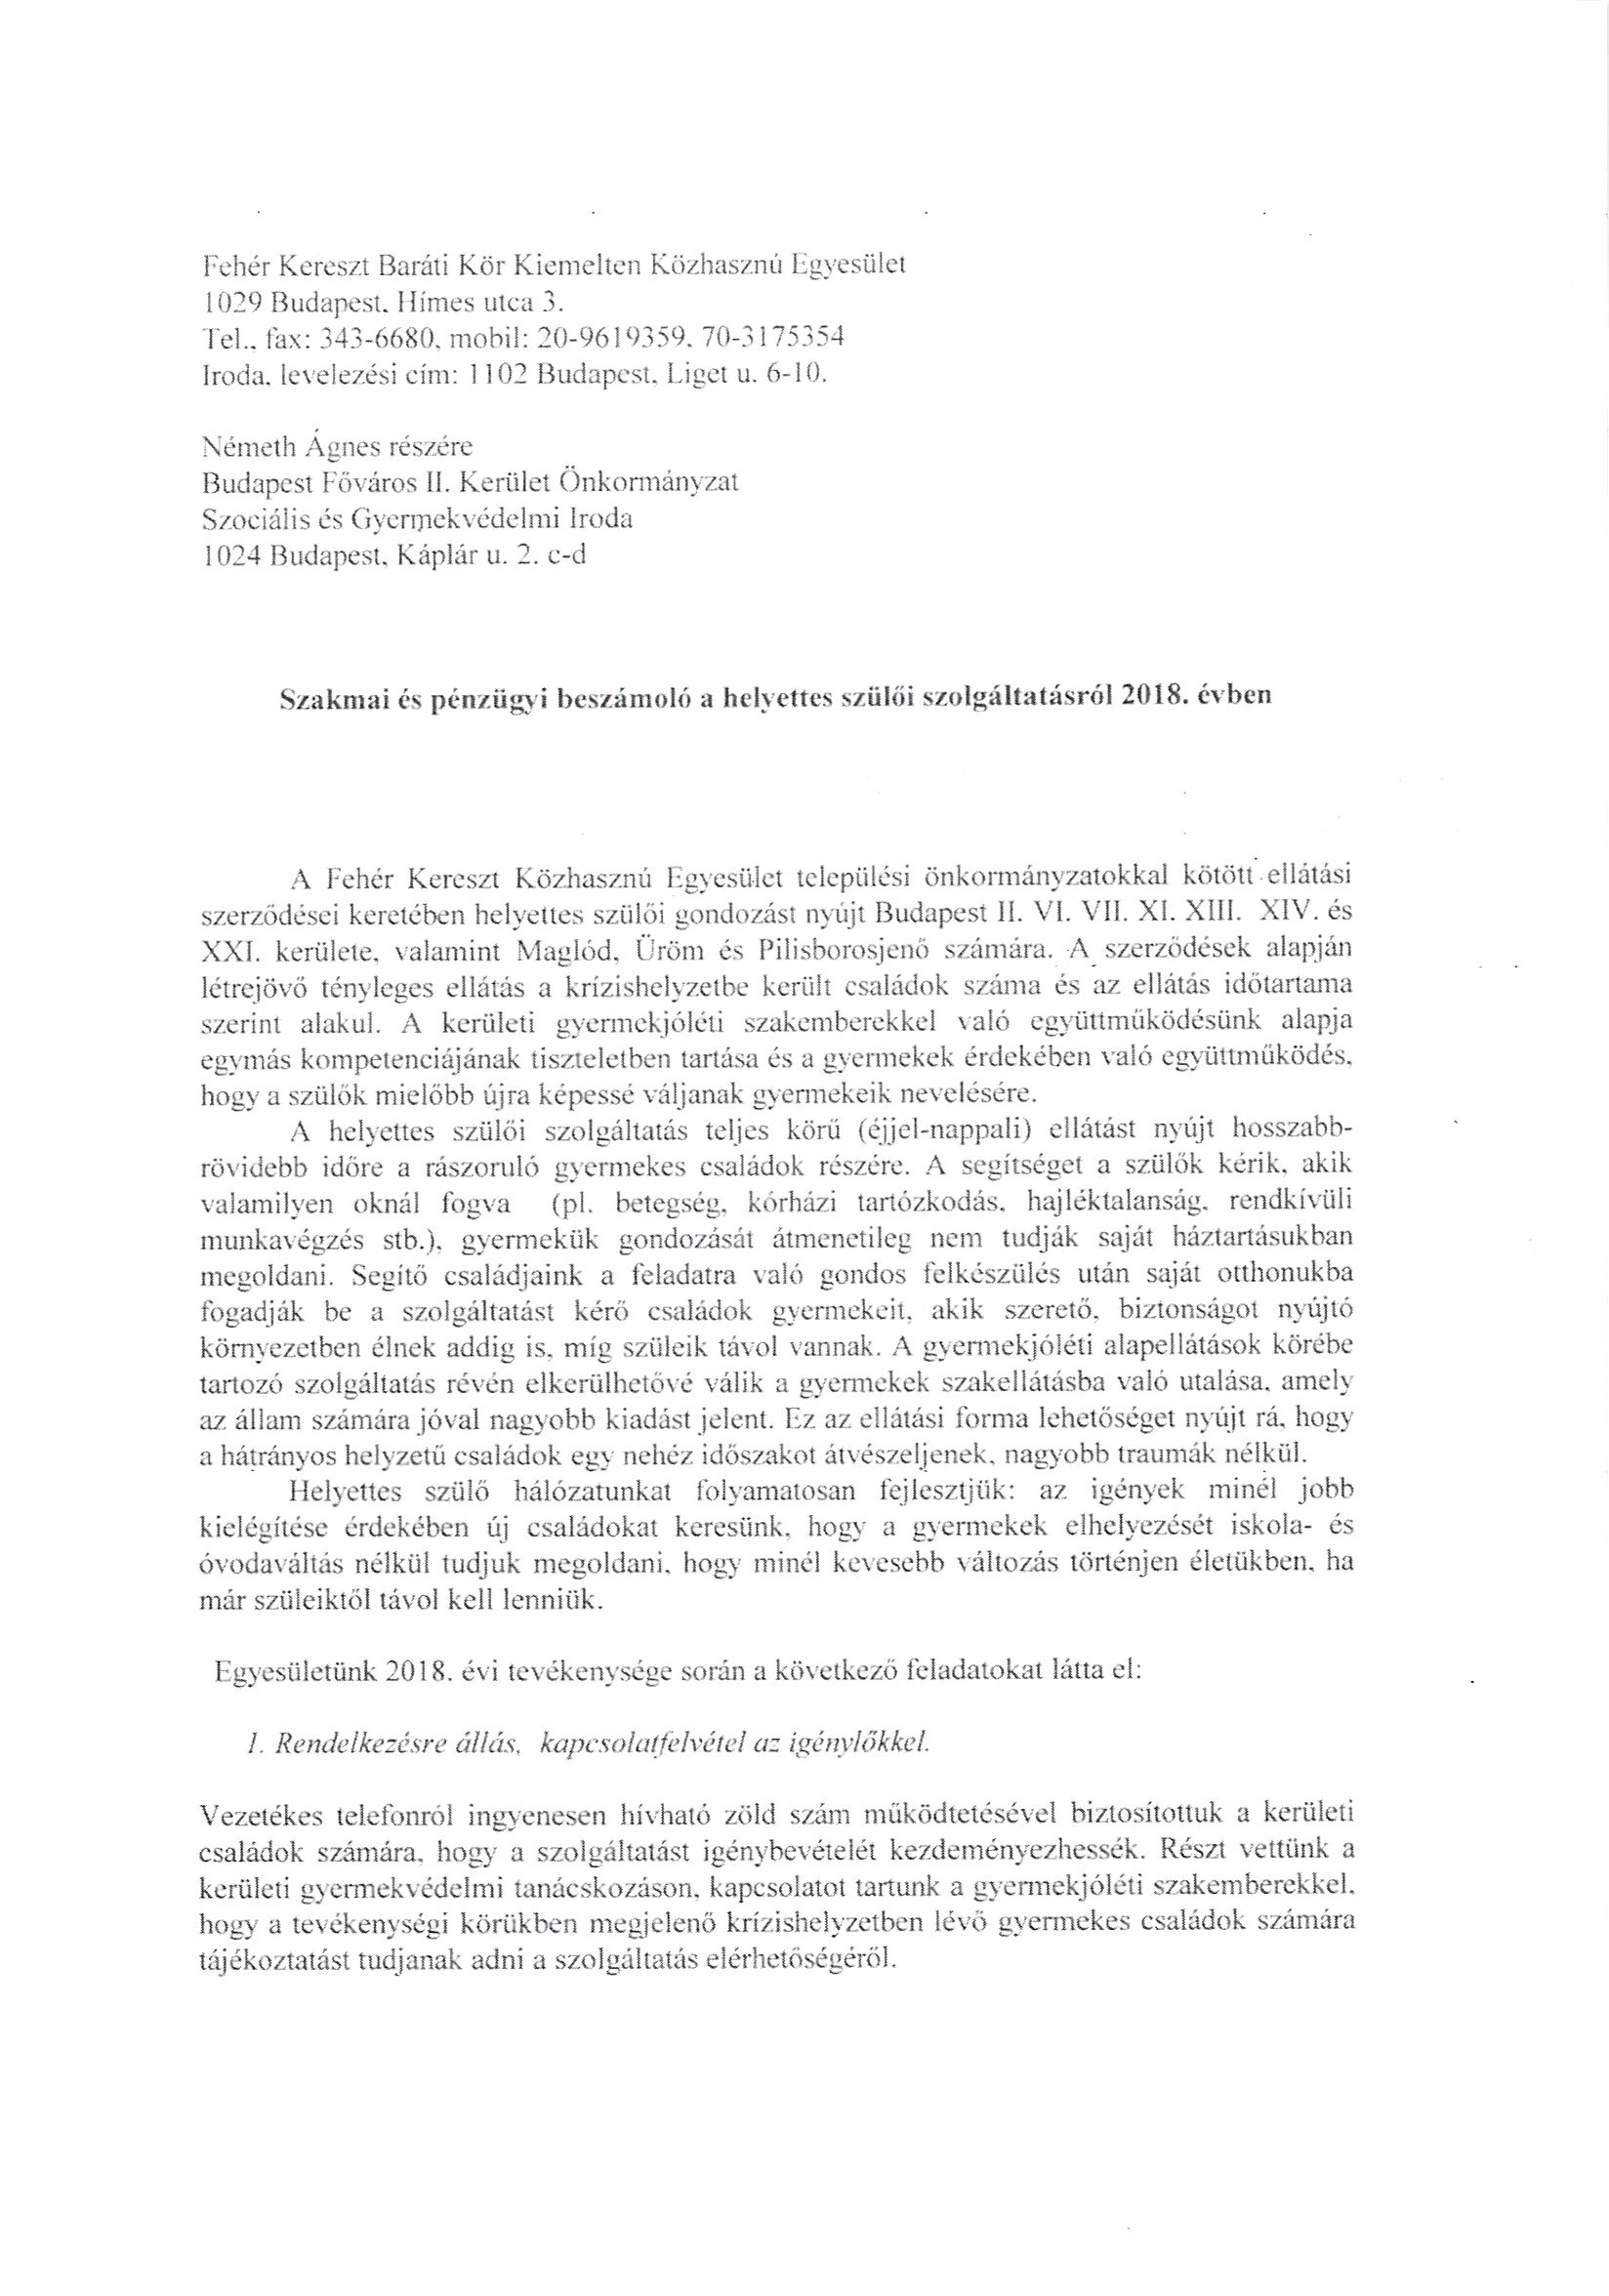 Fehér Kereszt Baráti Kör Kiemelten Közhasznú Egyesület
1029 Budapest, Hímes utca 3.
Tel., fax: 343-6680, mobil: 20-9619359, 70-3175354
Iroda, levelezési cím: 1102 Budapest, Liget u. 6-10.
Németh Ágnes részére
Budapest Főváros II. Kerület Önkormányzat
Szociális és Gyermekvédelmi Iroda
1024 Budapest, Káplár u. 2. c-d
Szakmai és pénzügyi beszámoló a helyettes szülői szolgáltatásról 2018. évben
A Fehér Kereszt Közhasznú Egyesület települési önkormányzatokkal kötött ellátási
szerződései keretében helyettes szülői gondozást nyújt Budapest II. VI. VII. XI. XIII. XIV. és
XXI. kerülete, valamint Maglód, Üröm és Pilisborosjenő számára. A szerződések alapján
létrejövő tényleges ellátás a krízishelyzetbe került családok száma és az ellátás időtartama
szerint alakul. A kerületi gyermekjóléti szakemberekkel való együttműködésünk alapja
egymás kompetenciájának tiszteletben tartása és a gyermekek érdekében való együttműködés,
hogy a szülők mielőbb újra képessé váljanak gyermekeik nevelésére.
A helyettes szülői szolgáltatás teljes körű (éjjel-nappali) ellátást nyújt hosszabb-
rövidebb időre a rászoruló gyermekes családok részére. A segítséget a szülők kérik, akik
valamilyen oknál fogva (pl. betegség, kórházi tartózkodás, hajléktalanság, rendkívüli
munkavégzés stb.), gyermekük gondozását átmenetileg nem tudják saját háztartásukban
megoldani. Segítő családjaink a feladatra való gondos felkészülés után saját otthonukba
fogadják be a szolgáltatást kérő családok gyermekeit, akik szerető, biztonságot nyújtó
környezetben élnek addig is, míg szüleik távol vannak. A gyermekjóléti alapellátások körébe
tartozó szolgáltatás révén elkerülhetővé válik a gyermekek szakellátásba való utalása, amely
az állam számára jóval nagyobb kiadást jelent. Ez az ellátási forma lehetőséget nyújt rá, hogy
a hátrányos helyzetű családok egy nehéz időszakot átvészeljenek, nagyobb traumák nélkül.
Helyettes szülő hálózatunkat folyamatosan fejlesztjük: az igények minél jobb
kielégítése érdekében új családokat keresünk, hogy a gyermekek elhelyezését iskola- és
óvodaváltás nélkül tudjuk megoldani, hogy minél kevesebb változás történjen életükben, ha
már szüleiktől távol kell lenniük.
Egyesületünk 2018. évi tevékenysége során a következő feladatokat látta el:
1. Rendelkezésre állás, kapcsolatfelvétel az igénylőkkel.
Vezetékes telefonról ingyenesen hívható zöld szám működtetésével biztosítottuk a kerületi
családok számára, hogy a szolgáltatást igénybevételét kezdeményezhessék. Részt vettünk a
kerületi gyermekvédelmi tanácskozáson, kapcsolatot tartunk a gyermekjóléti szakemberekkel,
hogy a tevékenységi körükben megjelenő krízishelyzetben lévő gyermekes családok számára
tájékoztatást tudjanak adni a szolgáltatás elérhetőségéről.